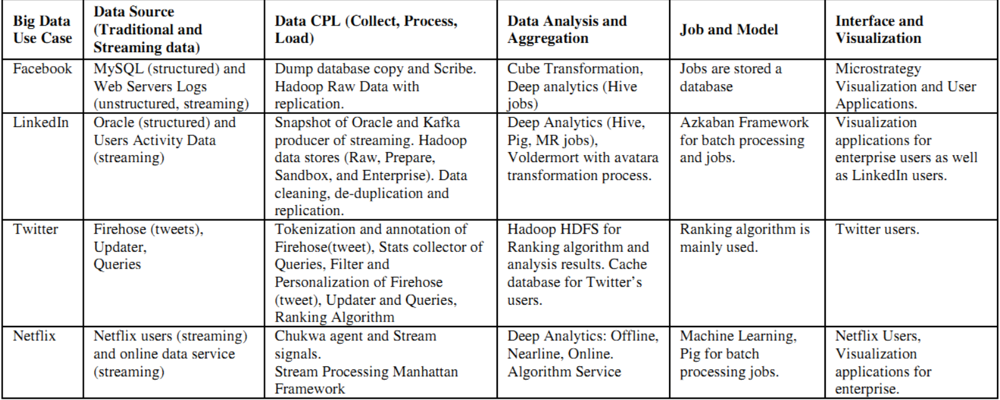 Big Data
Use Case
Data Source
(Traditional and
Streaming data)
Data CPL (Collect, Process,
Load)
Data Analysis and
Aggregation
Job and Model
Interface and
Visualization
Facebook
MySQL (structured) and
Web Servers Logs
(unstructured, streaming)
Dump database copy and Scribe.
Hadoop Raw Data with
replication.
Cube Transformation,
Deep analytics (Hive
jobs)
Jobs are stored a
database
Microstrategy
Visualization and User
Applications.
LinkedIn
Oracle (structured) and
Users Activity Data
(streaming)
Snapshot of Oracle and Kafka
producer of streaming. Hadoop
data stores (Raw, Prepare,
Sandbox, and Enterprise). Data
cleaning, de-duplication and
replication.
Deep Analytics (Hive,
Pig, MR jobs),
Voldermort with avatara
transformation process.
Azkaban Framework
for batch processing
and jobs.
Visualization
applications for
enterprise users as well
as LinkedIn users.
Twitter
Firehose (tweets),
Updater,
Queries
Tokenization and annotation of
Firehose(tweet), Stats collector of
Queries, Filter and
Personalization of Firehose
(tweet), Updater and Queries,
Ranking Algorithm
Hadoop HDFS for
Ranking algorithm and
analysis results. Cache
database for Twitter’s
users.
Ranking algorithm is
mainly used.
Twitter users.
Netflix
Netflix users (streaming)
and online data service
(streaming)
Chukwa agent and Stream
signals.
Stream Processing Manhattan
Framework
Deep Analytics: Offline,
Nearline, Online.
Algorithm Service
Machine Learning,
Pig for batch
processing jobs.
Netflix Users,
Visualization
applications for
enterprise.